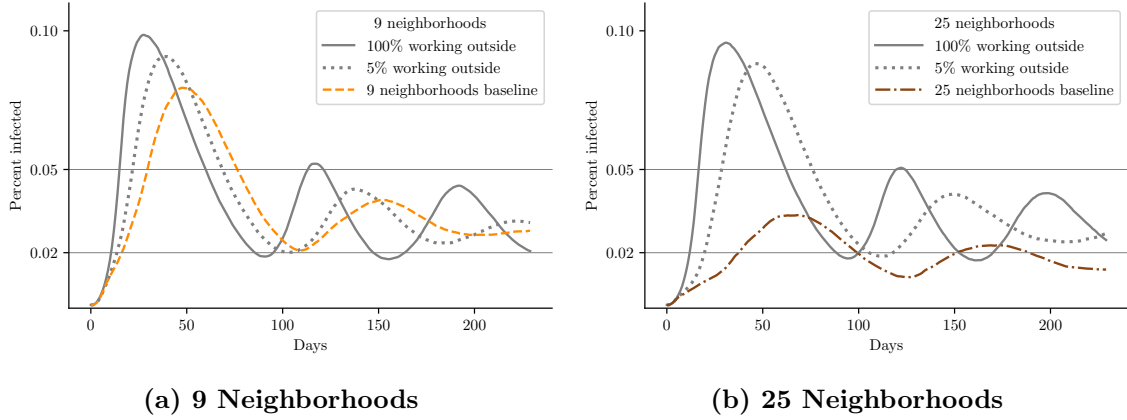 9 neighborhoods
100% working outside
5% working outside
9 neighborhoods baseline
0.10
0.05
0.02
Percent infected
0
50
100
150
200
Days
(a) 9 Neighborhoods
25 neighborhoods
100% working outside
5% working outside
25 neighborhoods baseline
0.10
0.05
0.02
Percent infected
0
50
100
150
200
Days
(b) 25 Neighborhoods